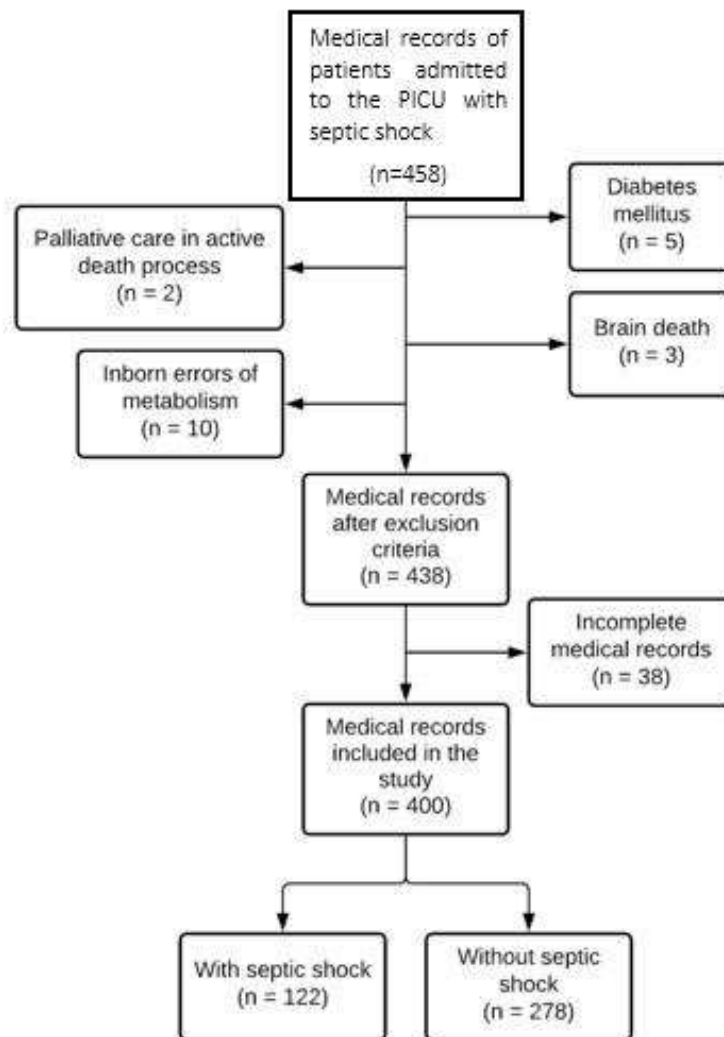 Medical records of
patients admitted
to the PICU with
septic shock
(n=458)
Diabetes
mellitus
(n = 5)
Palliative care in active
death process
(n = 2)
Brain death
(n = 3)
Inborn errors of
metabolism
(n = 10)
Medical records
after exclusion
criteria
(n = 438)
Incomplete
medical records
(n = 38)
Medical records
included in the
study
(n = 400)
With septic shock
(n = 122)
Without septic
shock
(n = 278)